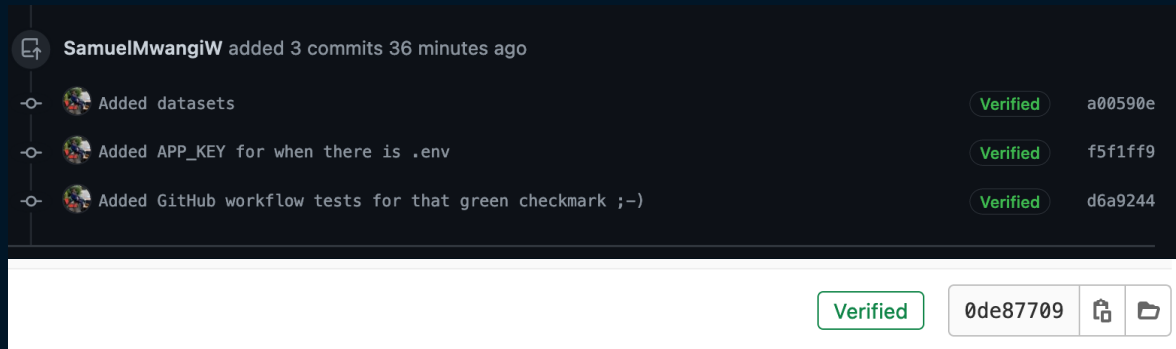 SamuelMwangiW added 3 commits 36 minutes ago
Added datasets Verified a00590e
Added APP_KEY for when there is .env Verified f5f1ff9
Added GitHub workflow tests for that green checkmark ;-) Verified d6a9244
Verified 0de87709